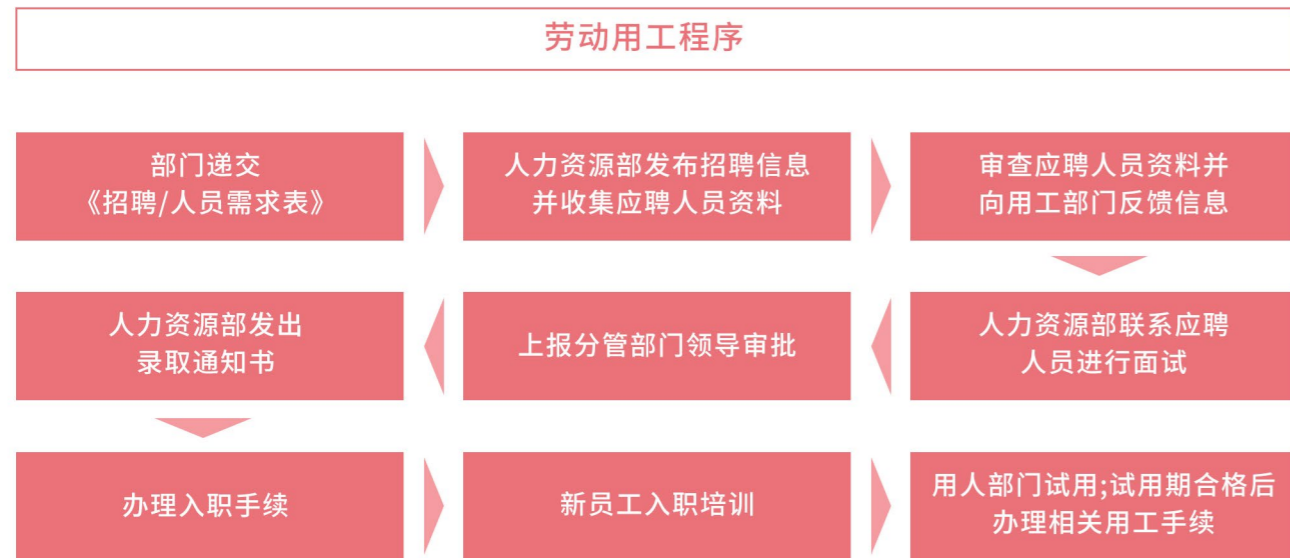 劳动用工程序
部门递交
《招聘/人员需求表》
人力资源部发布招聘信息
并收集应聘人员资料
审查应聘人员资料并
向用工部门反馈信息
人力资源部联系应聘
人员进行面试
上报分管部门领导审批
人力资源部发出
录取通知书
办理入职手续
新员工入职培训
用人部门试用;试用期合格后
办理相关用工手续